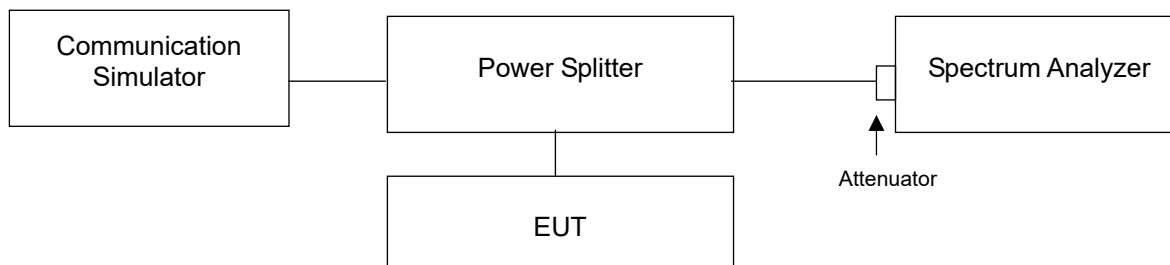 Communication
Simulator
Power Splitter
Spectrum Analyzer
Attenuator
EUT